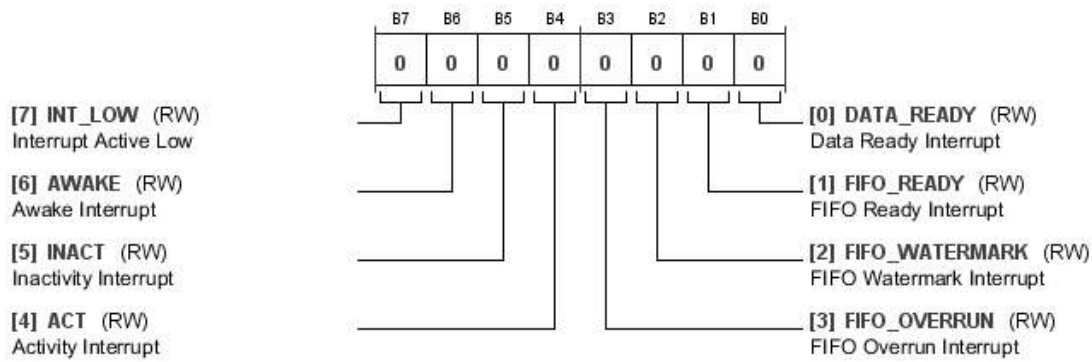 B7 B6 B5 B4 B3 B2 B1 B0
0 0 0 0 0 0 0 0
[7] INT_LOW (RW)
Interrupt Active Low
[6] AWAKE (RW)
Awake Interrupt
[5] INACT (RW)
Inactivity Interrupt
[4] ACT (RW)
Activity Interrupt
[0] DATA_READY (RW)
Data Ready Interrupt
[1] FIFO_READY (RW)
FIFO Ready Interrupt
[2] FIFO_WATERMARK (RW)
FIFO Watermark Interrupt
[3] FIFO_OVERRUN (RW)
FIFO Overrun Interrupt